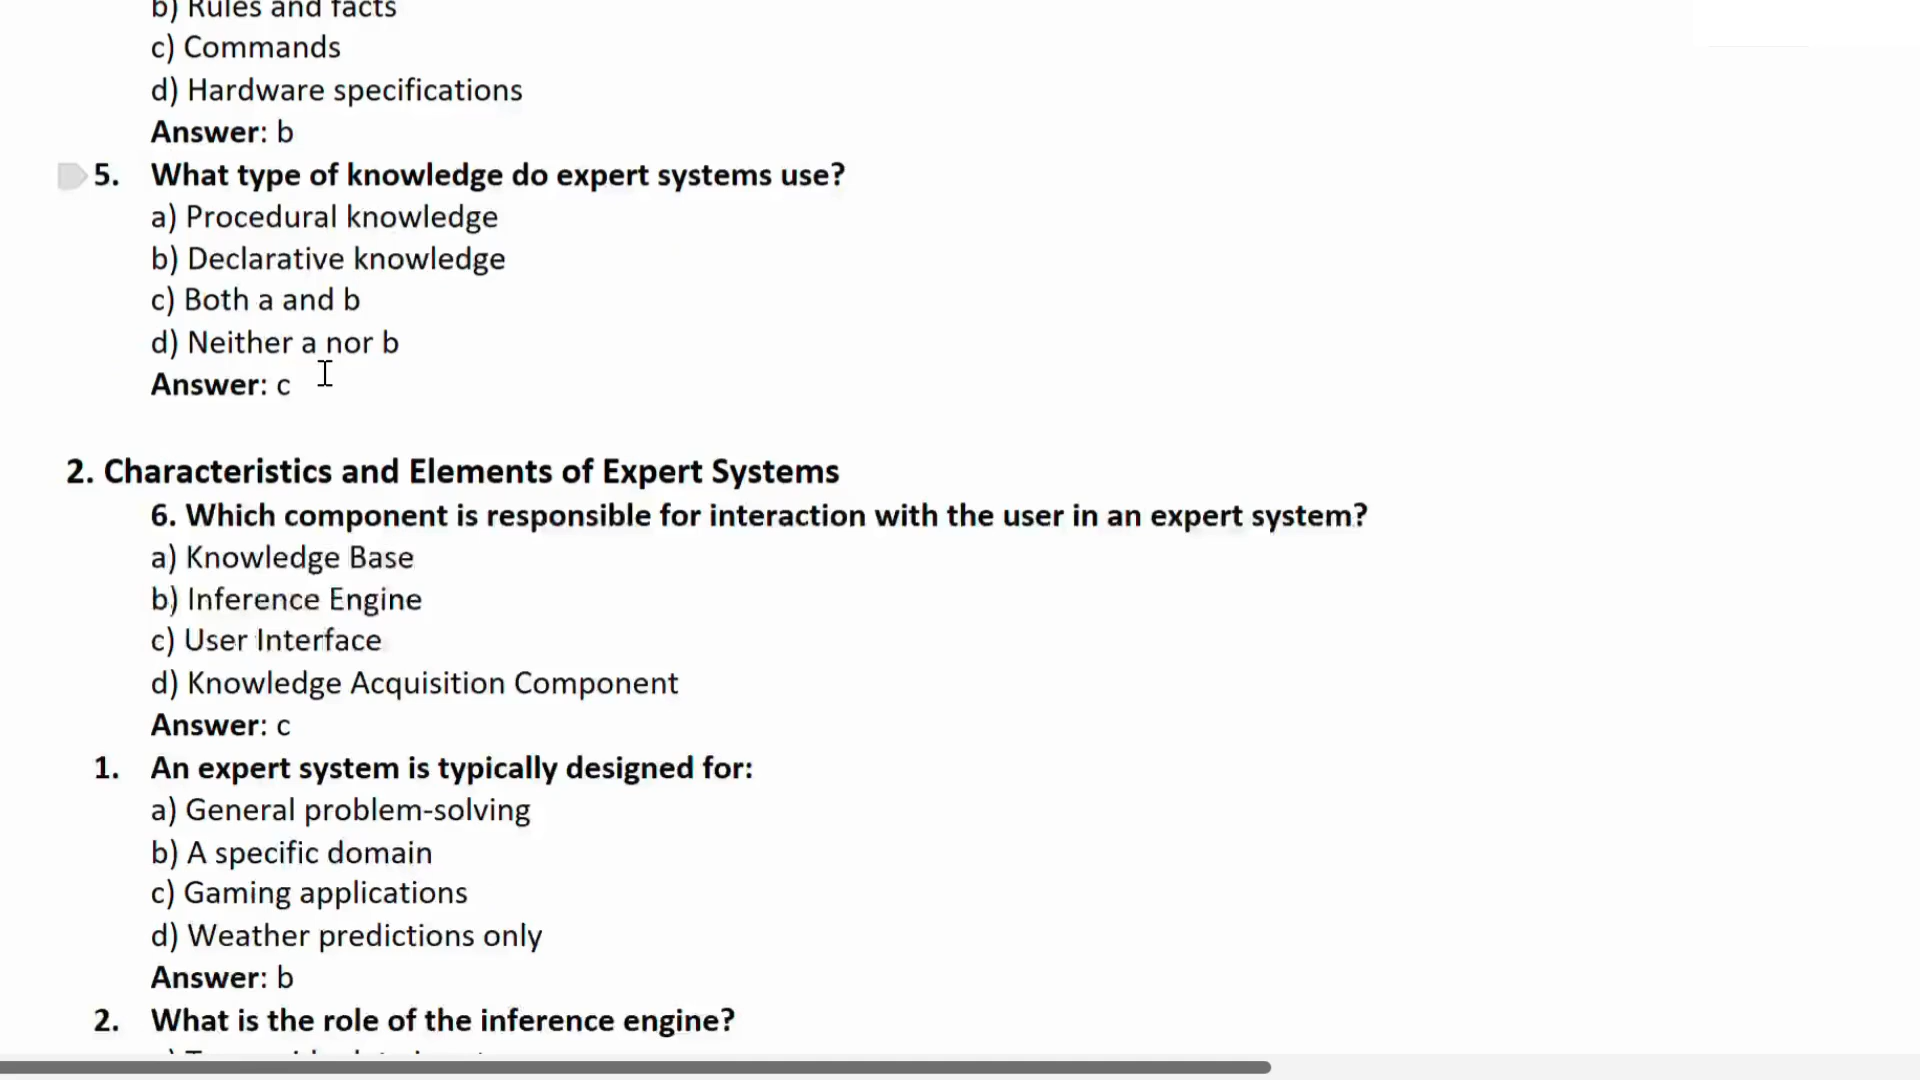 b) Rules and facts
c) Commands
d) Hardware specifications
Answer: b
5. What type of knowledge do expert systems use?
a) Procedural knowledge
b) Declarative knowledge
c) Both a and b
d) Neither a nor b
Answer: c
2. Characteristics and Elements of Expert Systems
6. Which component is responsible for interaction with the user in an expert system?
a) Knowledge Base
b) Inference Engine
c) User Interface
d) Knowledge Acquisition Component
Answer: c
1. An expert system is typically designed for:
a) General problem-solving
b) A specific domain
c) Gaming applications
d) Weather predictions only
Answer: b
2. What is the role of the inference engine?